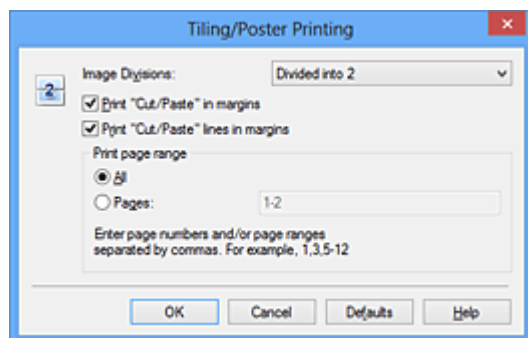 Tiling/Poster Printing
Image Divisions: Divided into 2
2
Print "Cut/Paste" in margins
Print "Cut/Paste" lines in margins
Print page range
All
Pages: 1-2
Enter page numbers and/or page ranges
separated by commas. For example, 1,3,5-12
OK Cancel Defaults Help